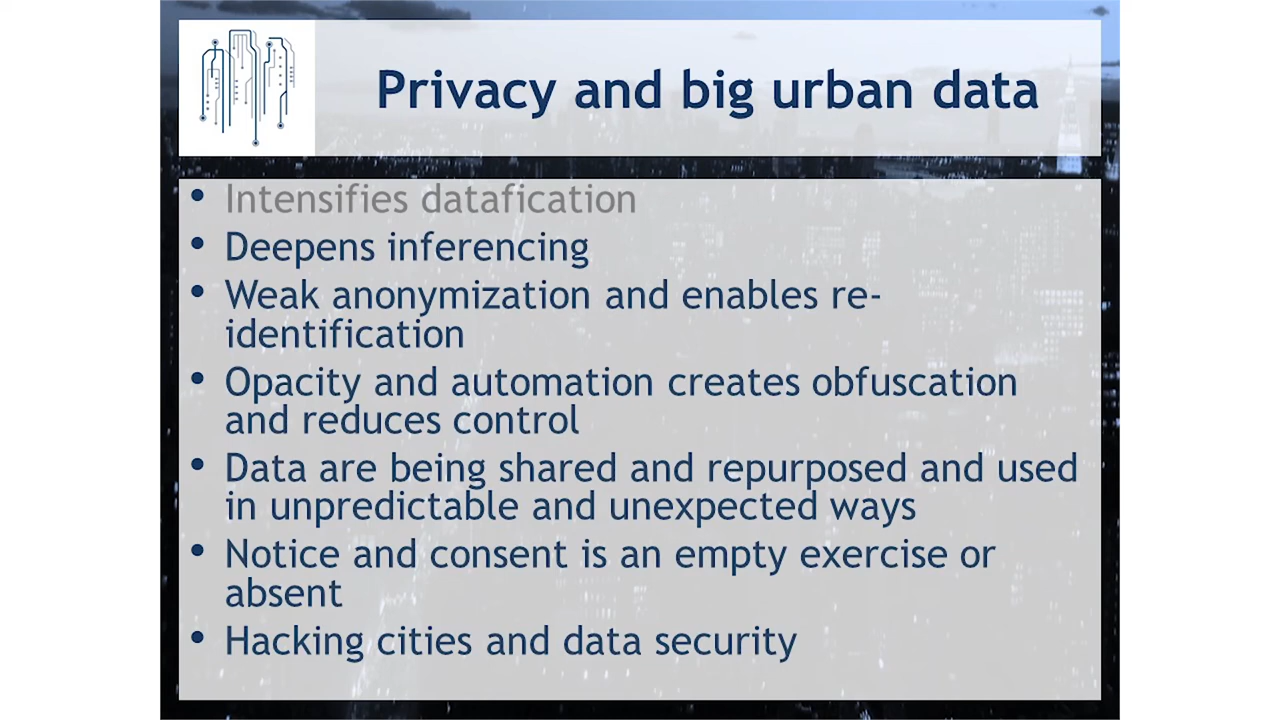 Privacy and big urban data
• Intensifies datafication
• Deepens inferencing
• Weak anonymization and enables re-
identification
• Opacity and automation creates obfuscation
and reduces control
• Data are being shared and repurposed and used
in unpredictable and unexpected ways
• Notice and consent is an empty exercise or
absent
• Hacking cities and data security